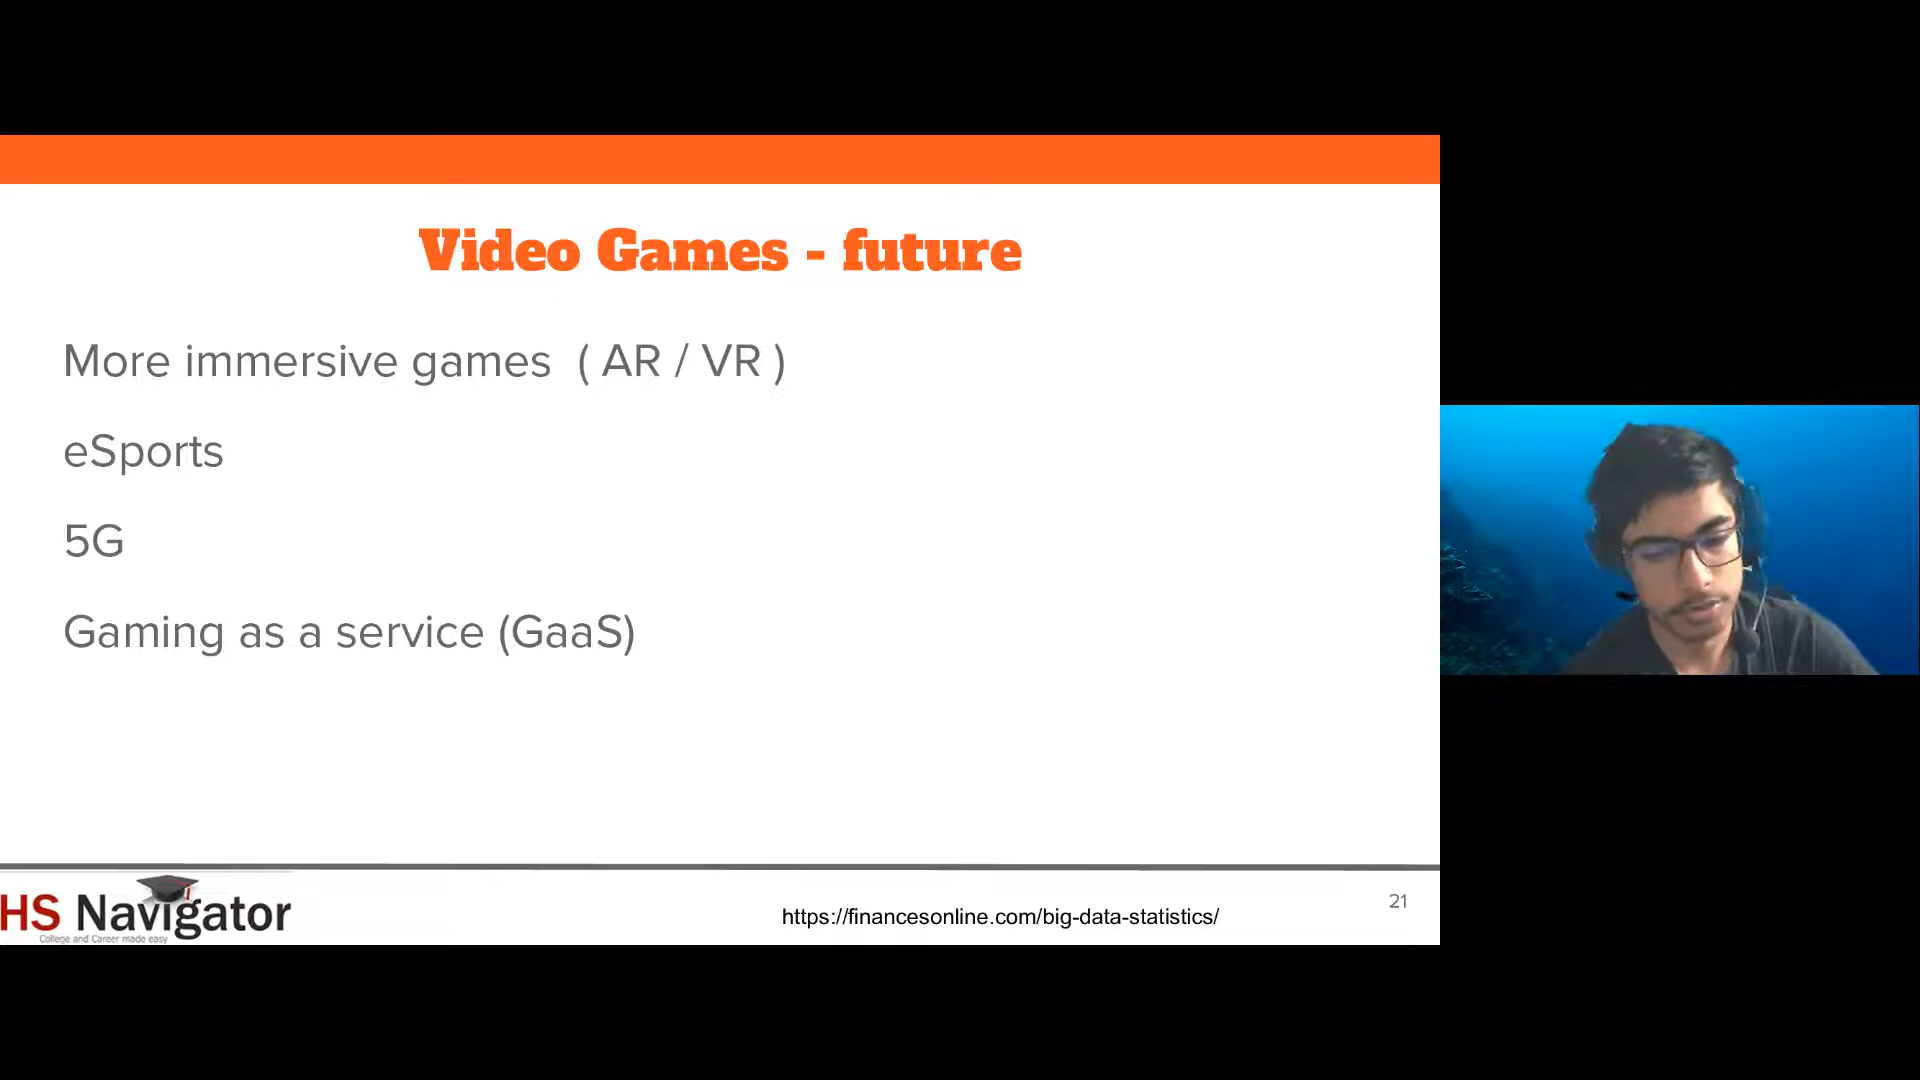 Video Games - future
More immersive games ( AR / VR )
eSports
5G
Gaming as a service (GaaS)
HS Navigator
College and Career made easy
https://financesonline.com/big-data-statistics/
21